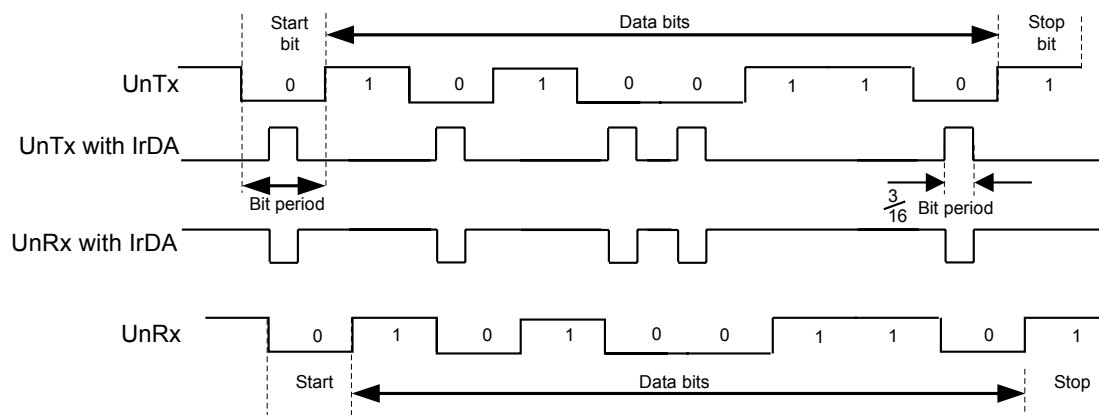 Start
bit
Data bits
Stop
bit
UnTx
0 1 0 1 0 0 1 1 0 1
UnTx with IrDA
Bit period
3/16 Bit period
UnRx with IrDA
UnRx
0 1 0 1 0 0 1 1 0 1
Start
Data bits
Stop